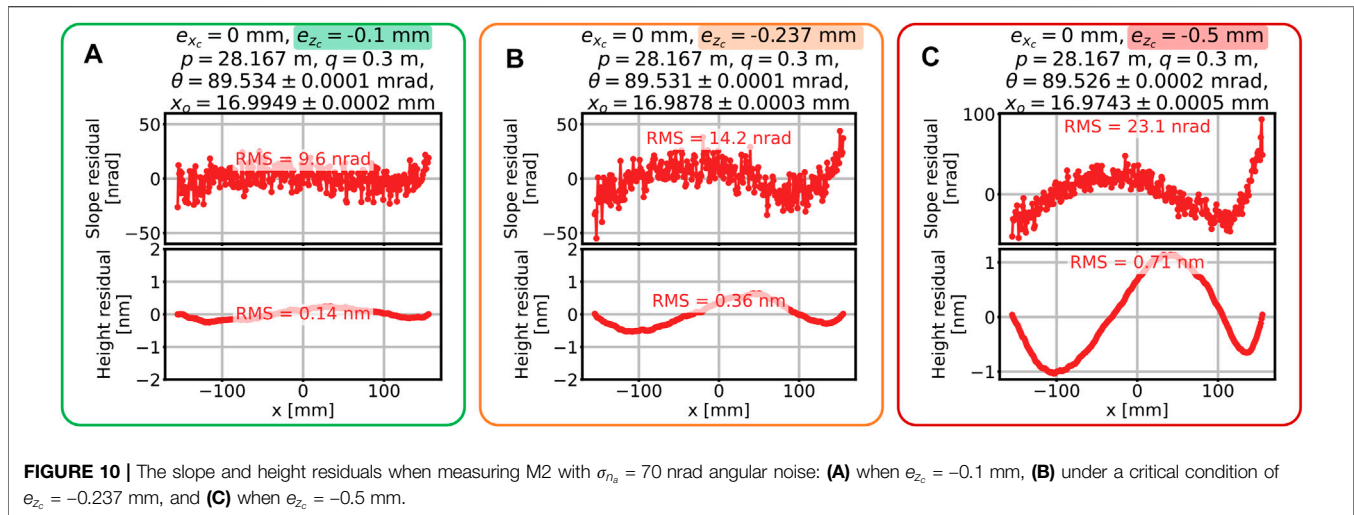 A
e_{x_c} = 0 mm, e_{z_c} = -0.1 mm
p = 28.167 m, q = 0.3 m,
θ = 89.534 ± 0.0001 mrad,
x_o = 16.9949 ± 0.0002 mm
Slope residual
[nrad]
50
0
−50
RMS = 9.6 nrad
Height residual
[nm]
2
1
0
−1
−2
RMS = 0.14 nm
−100
0
100
x [mm]
B
e_{x_c} = 0 mm, e_{z_c} = -0.237 mm
p = 28.167 m, q = 0.3 m,
θ = 89.531 ± 0.0001 mrad,
x_o = 16.9878 ± 0.0003 mm
Slope residual
[nrad]
50
0
−50
RMS = 14.2 nrad
Height residual
[nm]
2
1
0
−1
−2
RMS = 0.36 nm
−100
0
100
x [mm]
C
e_{x_c} = 0 mm, e_{z_c} = -0.5 mm
p = 28.167 m, q = 0.3 m,
θ = 89.526 ± 0.0002 mrad,
x_o = 16.9743 ± 0.0005 mm
Slope residual
[nrad]
100
0
RMS = 23.1 nrad
Height residual
[nm]
1
0
−1
RMS = 0.71 nm
−100
0
100
x [mm]
FIGURE 10 | The slope and height residuals when measuring M2 with σ_{n_a} = 70 nrad angular noise: (A) when e_{z_c} = −0.1 mm, (B) under a critical condition of
e_{z_c} = −0.237 mm, and (C) when e_{z_c} = −0.5 mm.